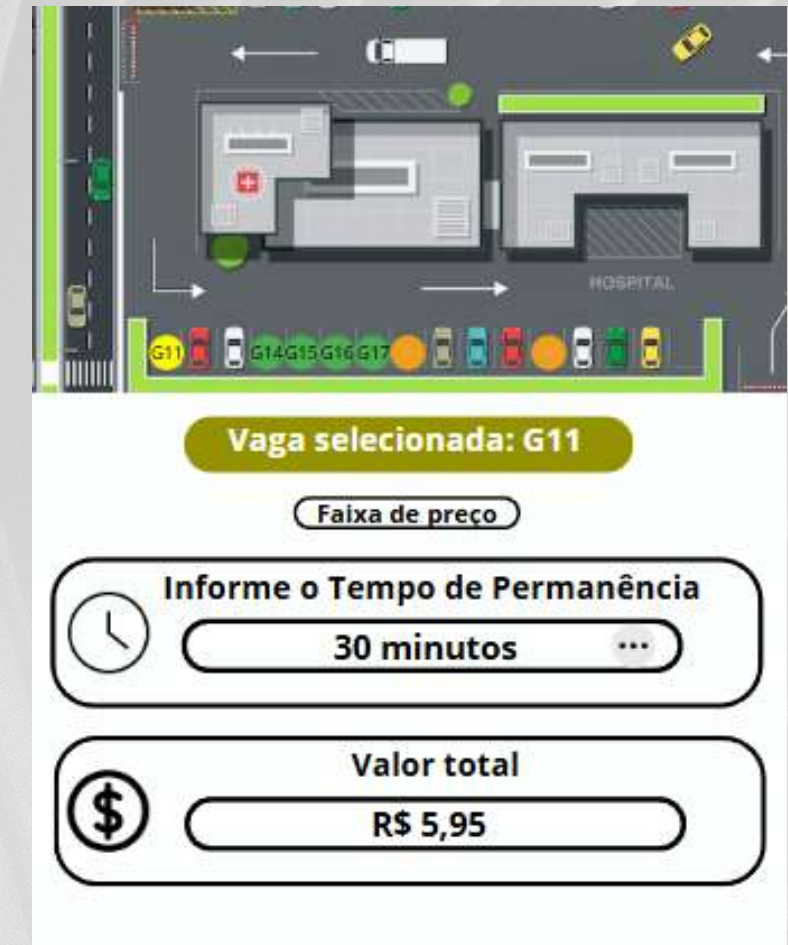 HOSPITAL
G11 G14 G15 G16 G17
Vaga selecionada: G11
Faixa de preço
Informe o Tempo de Permanência
30 minutos
Valor total
R$ 5,95